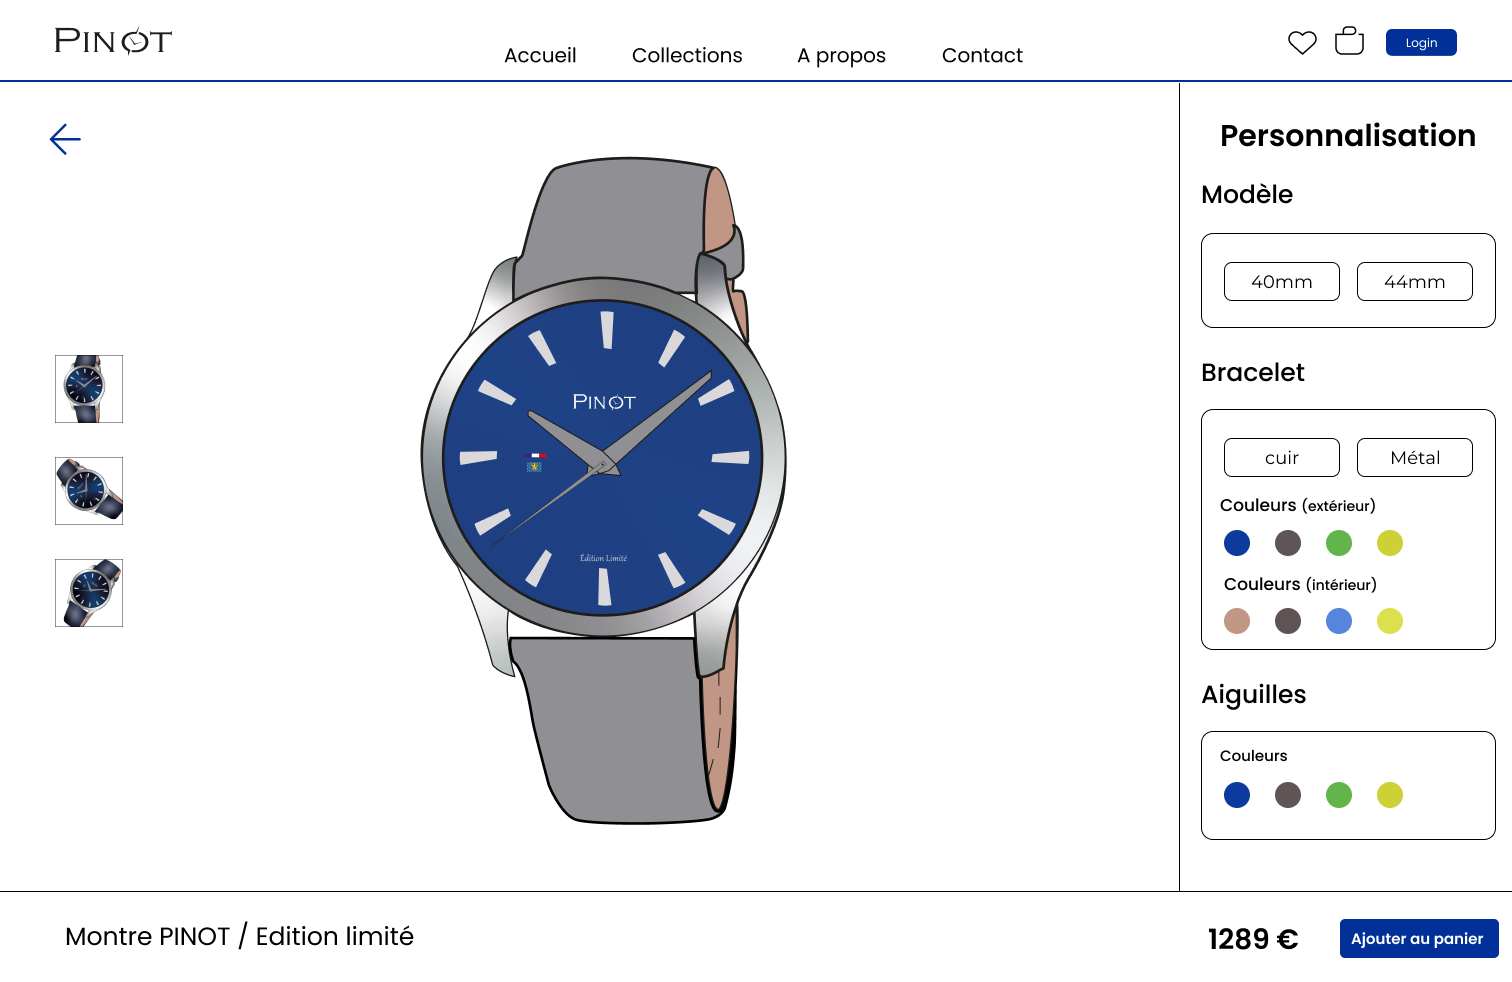 PINOT
Accueil
Collections
A propos
Contact
Login
Personnalisation
Modèle
40mm
44mm
Bracelet
cuir
Métal
Couleurs (extérieur)
Couleurs (intérieur)
Aiguilles
Couleurs
PINOT
Edition Limité
Montre PINOT / Edition limité
1289 €
Ajouter au panier